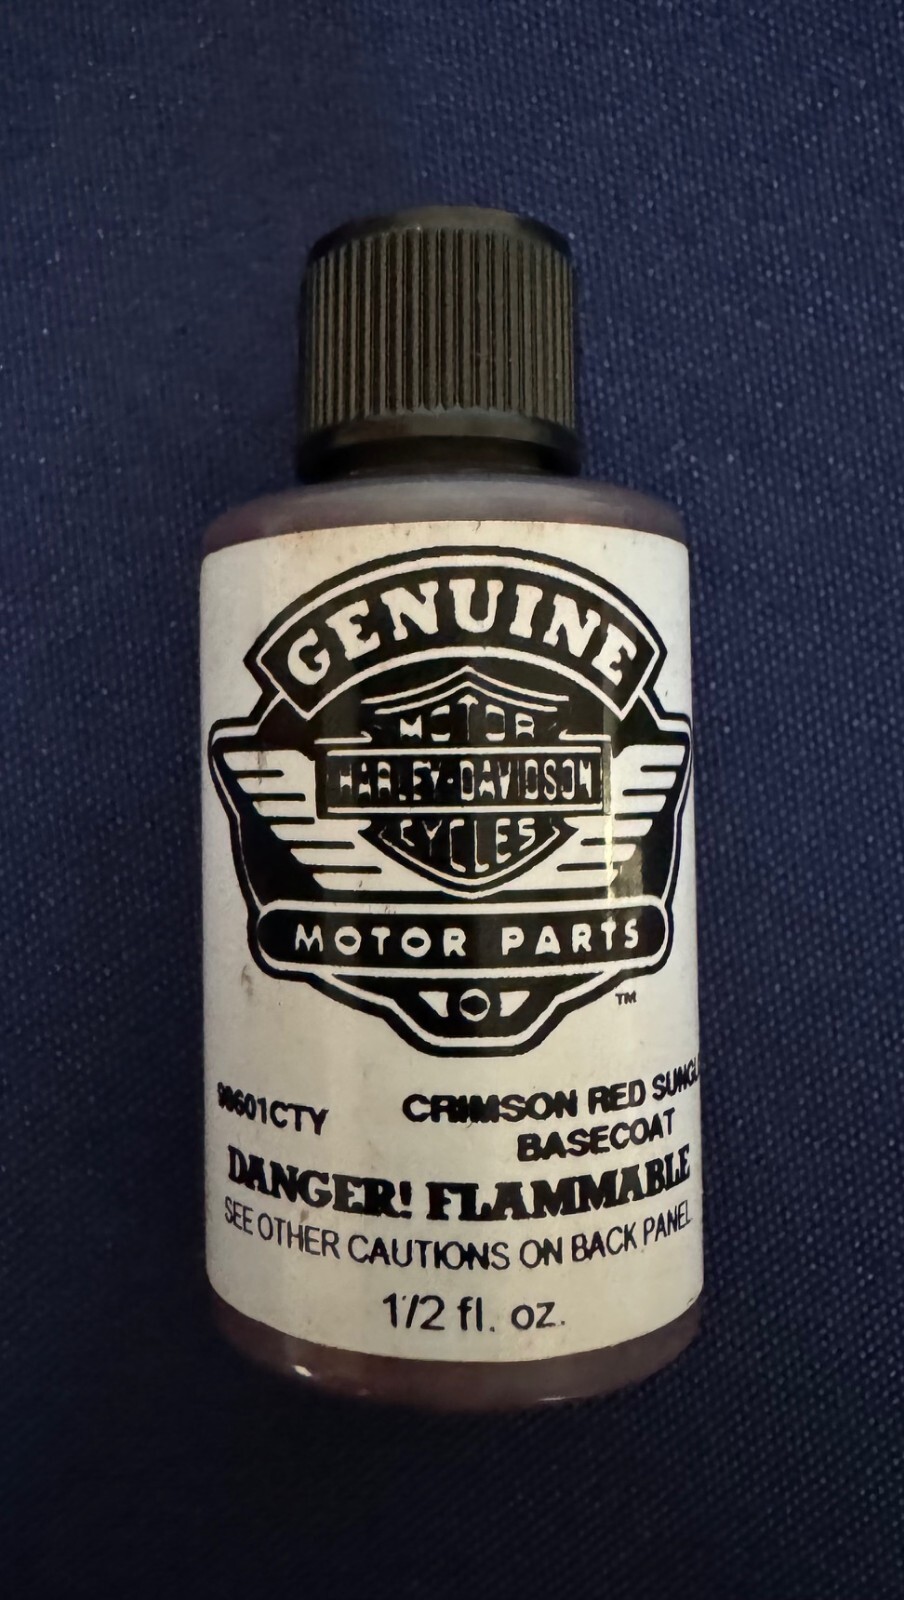 GENUINE
MOTOR
HARLEY-DAVIDSON
CYCLES
MOTOR PARTS
TM
CRIMSON RED
BASECOAT
DANGER! FLAMMABLE
SEE OTHER CAUTIONS ON BACK PANEL
1/2 fl. oz.